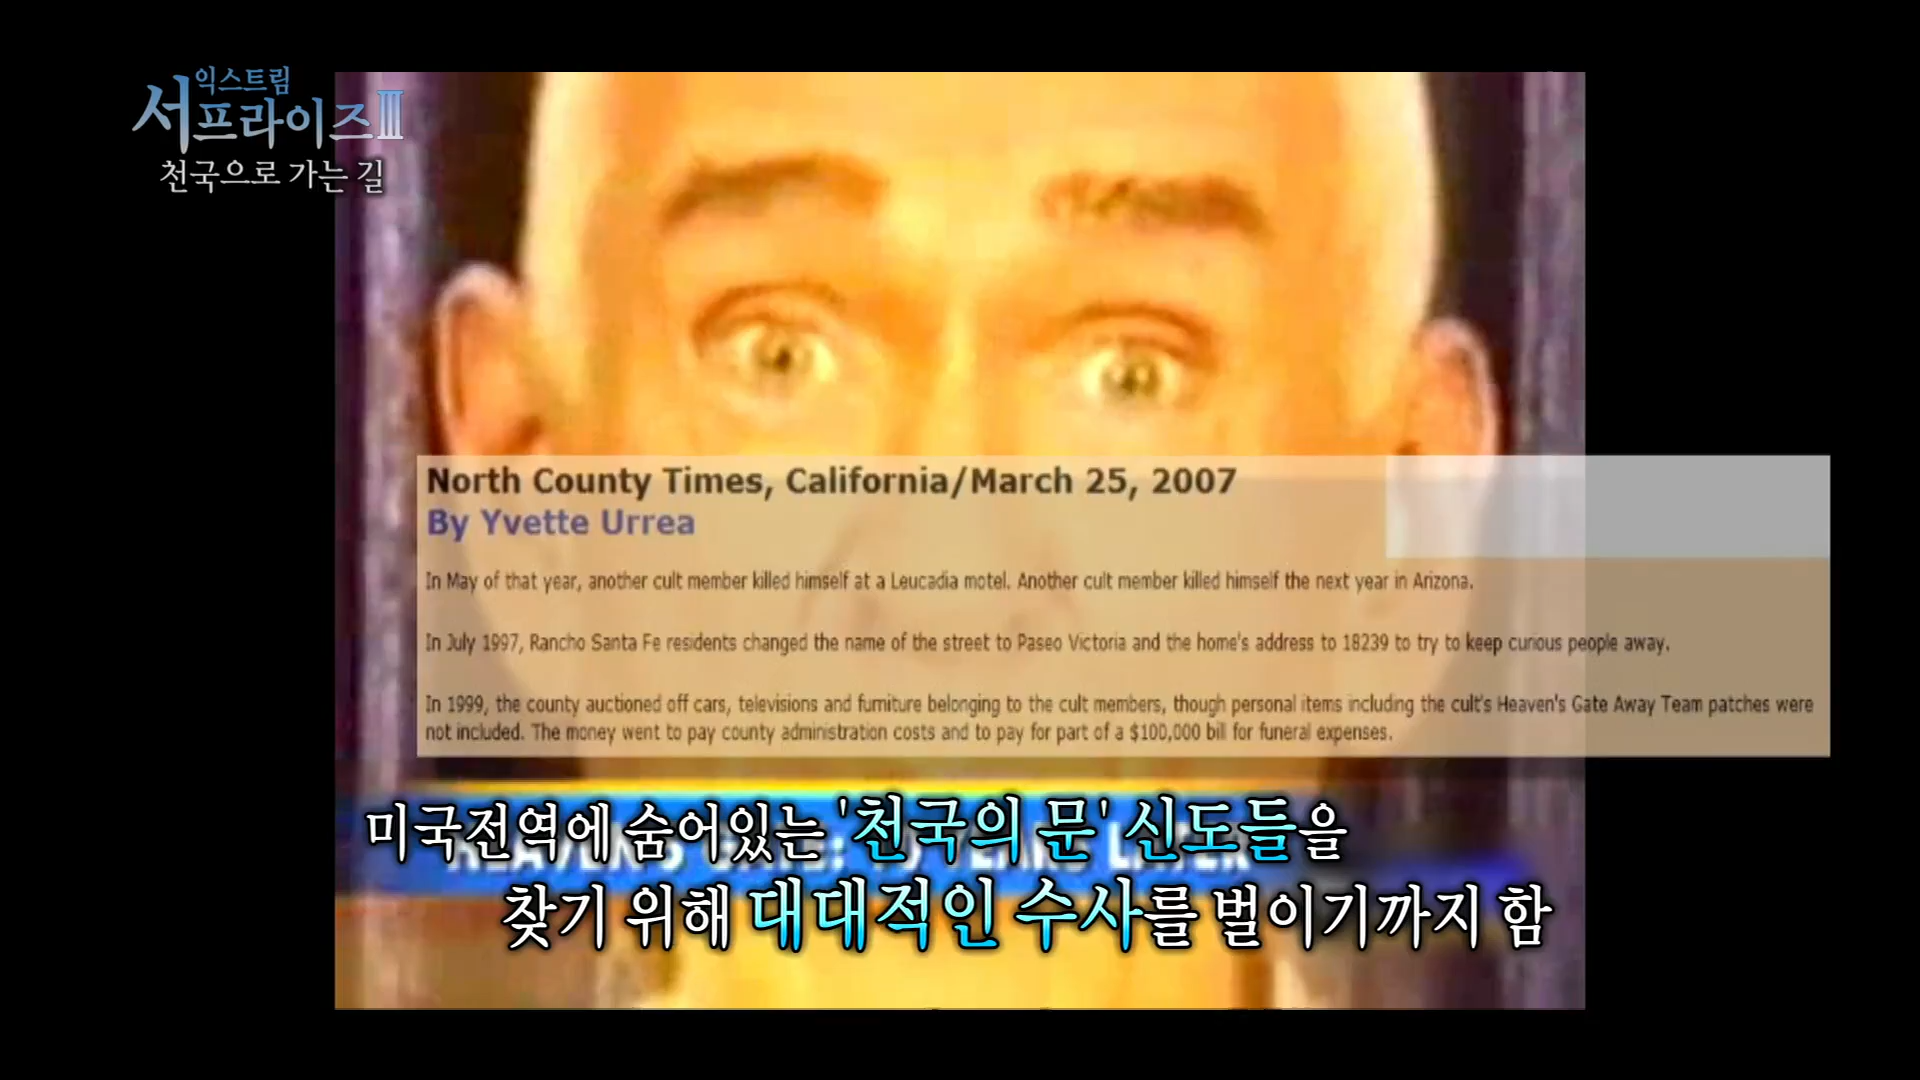 익스트림
서프라이즈Ⅲ
천국으로 가는 길
North County Times, California/March 25, 2007
By Yvette Urrea
In May of that year, another cult member killed himself at a Leucadia motel. Another cult member killed himself the next year in Arizona.
In July 1997, Rancho Santa Fe residents changed the name of the street to Paseo Victoria and the home's address to 18239 to try to keep curious people away.
In 1999, the county auctioned off cars, televisions and furniture belonging to the cult members, though personal items including the cult's Heaven's Gate Away Team patches were
not included. The money went to pay county administration costs and to pay for part of a $100,000 bill for funeral expenses.
미국전역에 숨어있는 '천국의 문' 신도들을
찾기 위해 대대적인 수사를 벌이기까지 함